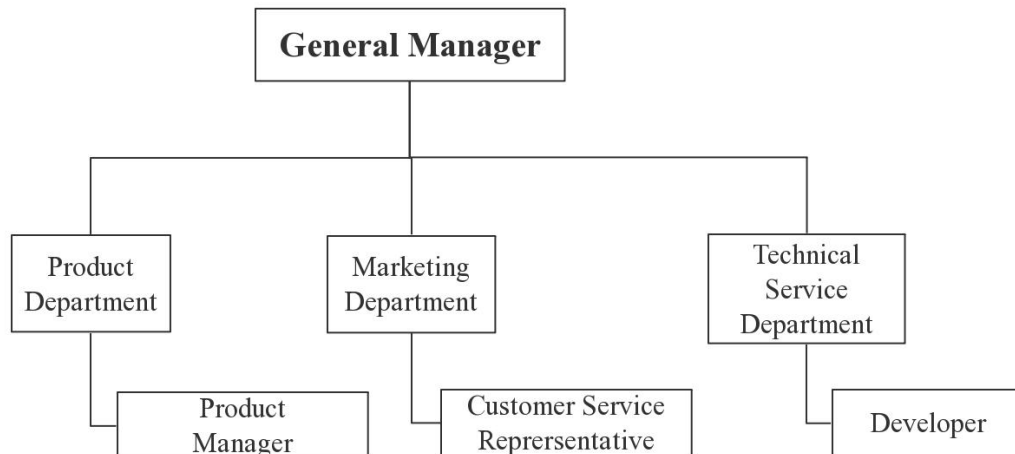 General Manager
Product
Department
Marketing
Department
Technical
Service
Department
Product
Manager
Customer Service
Reprersentative
Developer